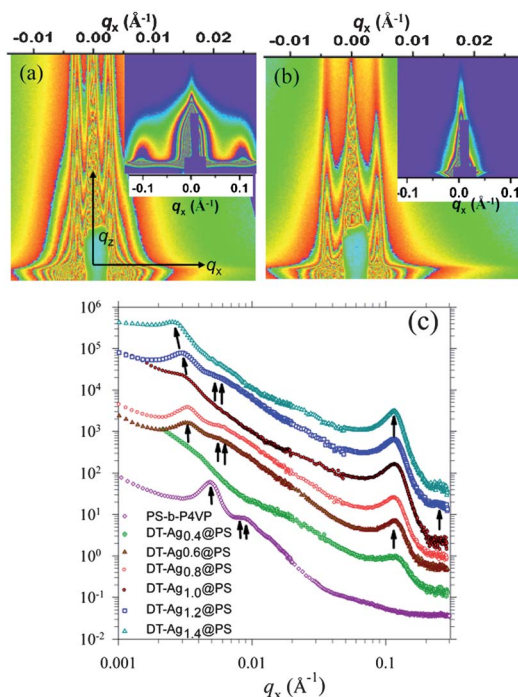 qx (Å-1)
-0.01 0.00 0.01 0.02
(a)
-0.1 0.0 0.1
qx (Å-1)
qz
qx
qx (Å-1)
-0.01 0.00 0.01 0.02
(b)
-0.1 0.0 0.1
qx (Å-1)
(c)
10^6
10^5
10^4
10^3
10^2
10^1
10^0
10^-1
10^-2
PS-b-P4VP
DT-Ag0.4@PS
DT-Ag0.6@PS
DT-Ag0.8@PS
DT-Ag1.0@PS
DT-Ag1.2@PS
DT-Ag1.4@PS
0.001 0.01 0.1
qx (Å-1)